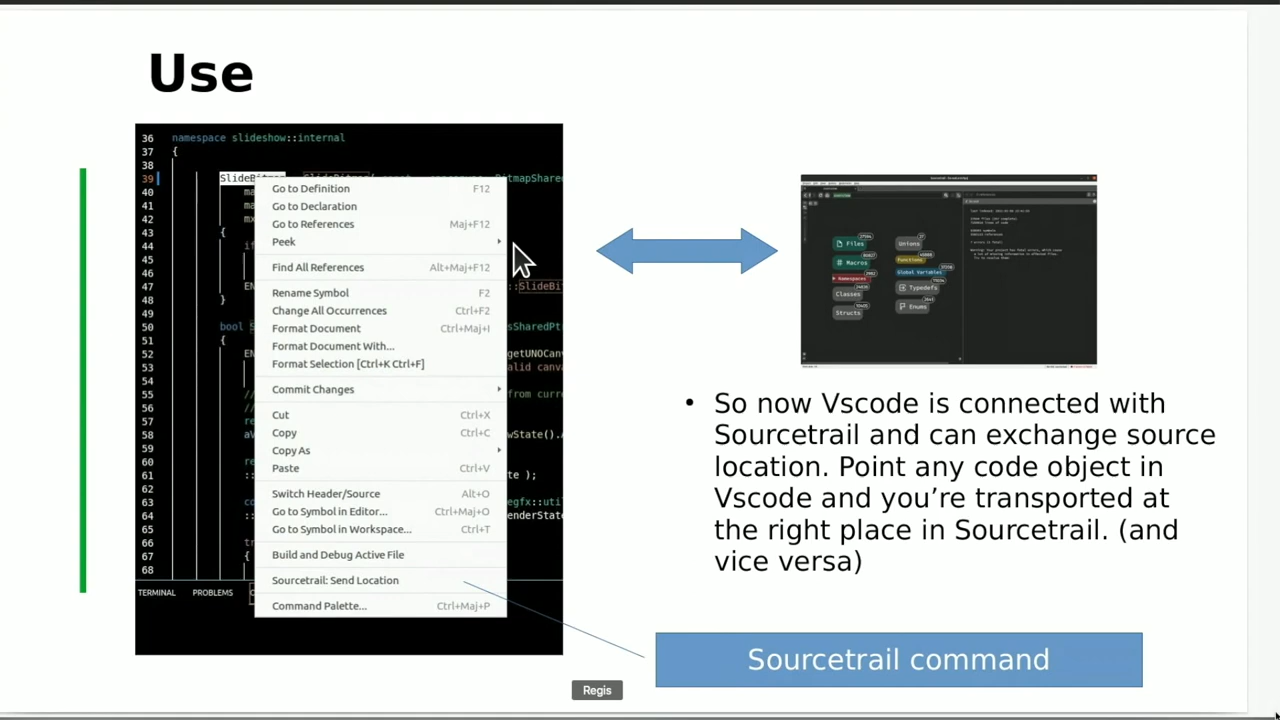 Use
36 namespace slideshow::internal
37 {
38
39
40
41
42
43 {
44
45
46
47
48 }
49
50 bool
51 {
52
53
54
55 //
56 //
57
58
59
60
61 ::
62
63
64
65
66
67 {
68
Go to Definition F12
Go to Declaration
Go to References Maj+F12
Peek
Find All References Alt+Maj+F12
Rename Symbol F2
Change All Occurrences Ctrl+F2
Format Document Ctrl+Maj+I
Format Document With...
Format Selection [Ctrl+K Ctrl+F]
Commit Changes
Cut Ctrl+X
Copy Ctrl+C
Copy As
Paste Ctrl+V
Switch Header/Source Alt+O
Go to Symbol in Editor... Ctrl+Maj+O
Go to Symbol in Workspace... Ctrl+T
Build and Debug Active File
Sourcetrail: Send Location
Command Palette... Ctrl+Maj+P
TERMINAL PROBLEMS
Files
Macros
Namespaces
Classes
Structs
Unions
Functions
Global Variables
Typedefs
Enums
• So now Vscode is connected with
Sourcetrail and can exchange source
location. Point any code object in
Vscode and you’re transported at
the right place in Sourcetrail. (and
vice versa)
Sourcetrail command
Regis